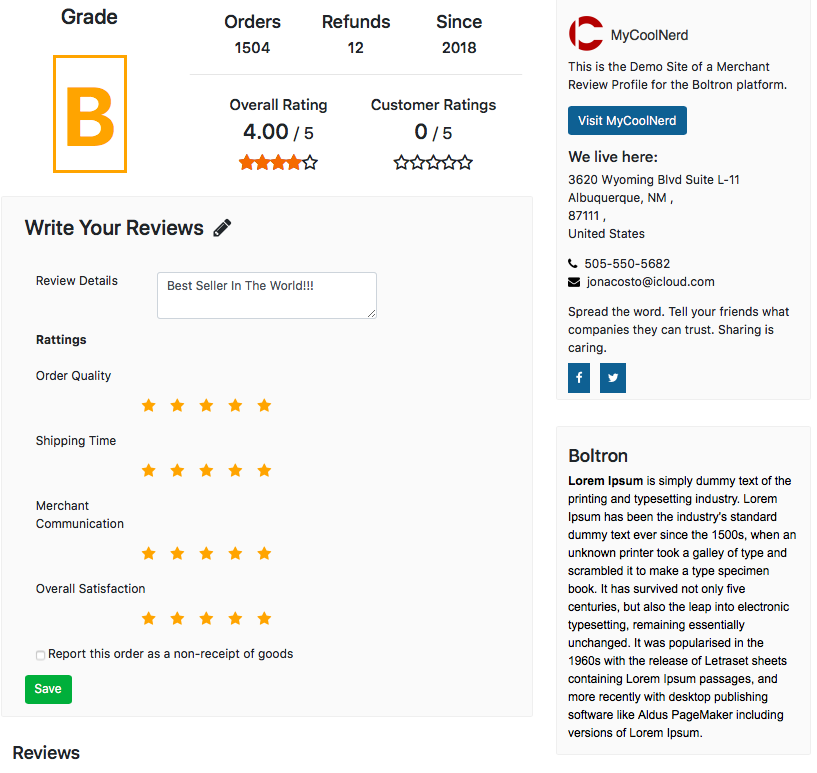 Grade
B
Orders Refunds Since
1504 12 2018
Overall Rating Customer Ratings
4.00 / 5 0 / 5
Write Your Reviews
Review Details
Best Seller In The World!!!
Rattings
Order Quality
Shipping Time
Merchant
Communication
Overall Satisfaction
Report this order as a non-receipt of goods
Save
Reviews
MyCoolNerd
This is the Demo Site of a Merchant
Review Profile for the Boltron platform.
Visit MyCoolNerd
We live here:
3620 Wyoming Blvd Suite L-11
Albuquerque, NM ,
87111 ,
United States
505-550-5682
jonacosto@icloud.com
Spread the word. Tell your friends what
companies they can trust. Sharing is
caring.
Boltron
Lorem Ipsum is simply dummy text of the
printing and typesetting industry. Lorem
Ipsum has been the industry's standard
dummy text ever since the 1500s, when an
unknown printer took a galley of type and
scrambled it to make a type specimen
book. It has survived not only five
centuries, but also the leap into electronic
typesetting, remaining essentially
unchanged. It was popularised in the
1960s with the release of Letraset sheets
containing Lorem Ipsum passages, and
more recently with desktop publishing
software like Aldus PageMaker including
versions of Lorem Ipsum.